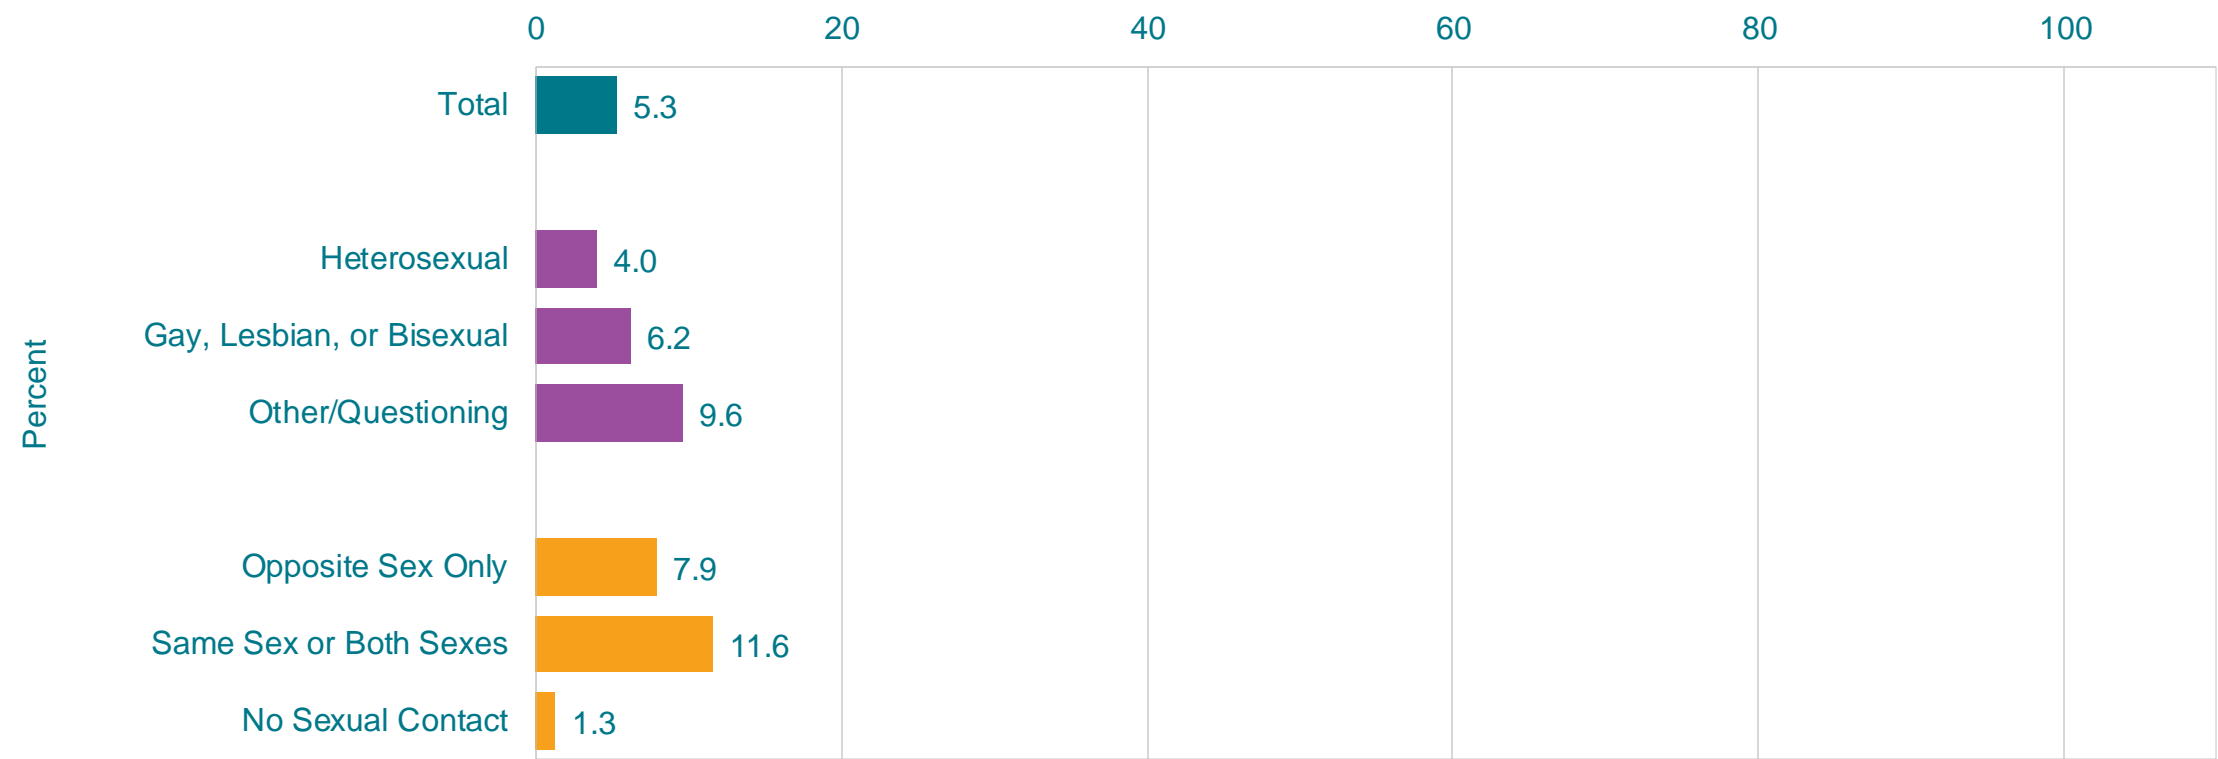 0 20 40 60 80 100
Total 5.3
Heterosexual 4.0
Gay, Lesbian, or Bisexual 6.2
Other/Questioning 9.6
Opposite Sex Only 7.9
Same Sex or Both Sexes 11.6
No Sexual Contact 1.3
Percent